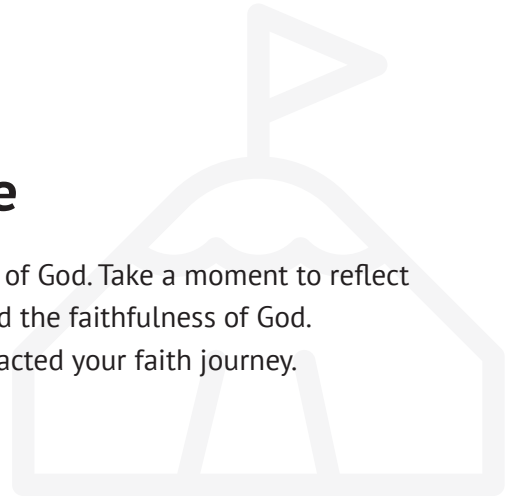 e
of God. Take a moment to reflect
d the faithfulness of God.
acted your faith journey.